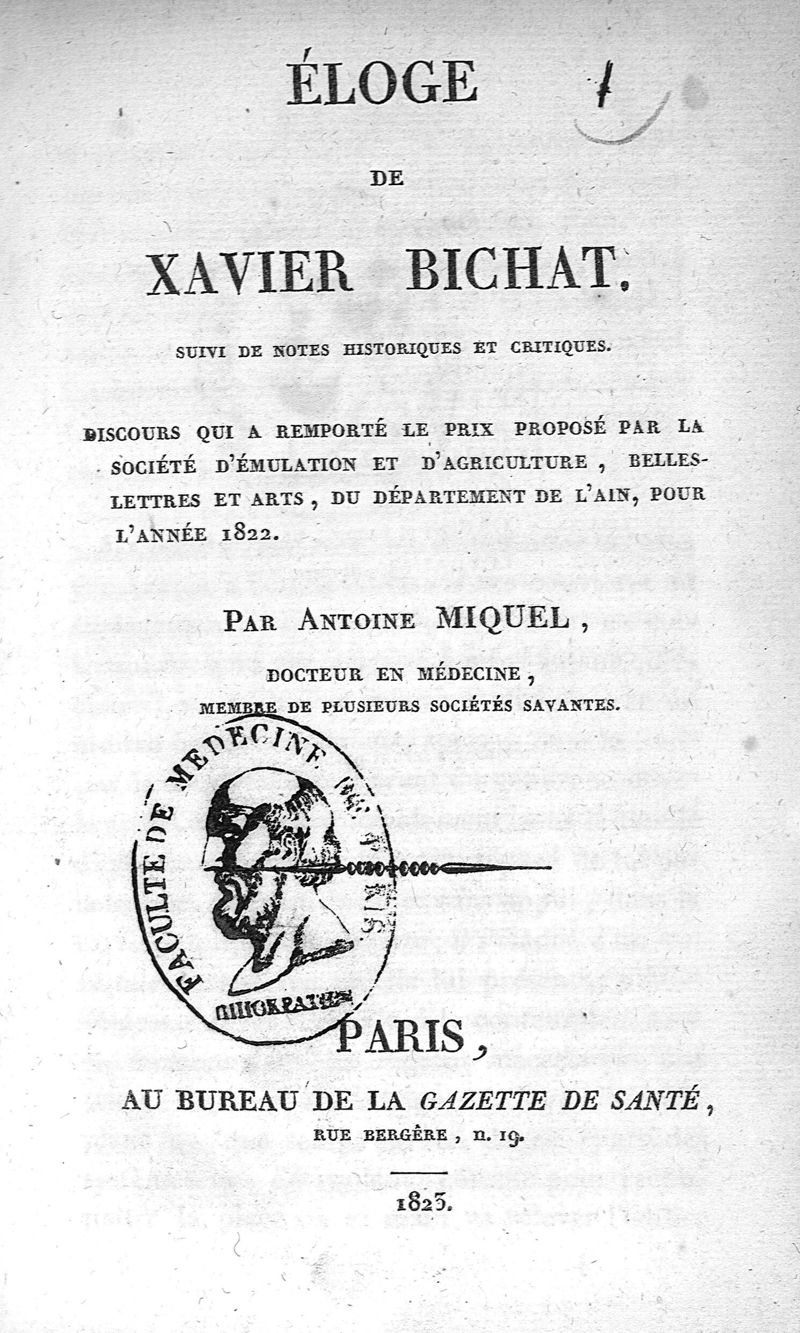 ÉLOGE
1
DE
XAVIER BICHAT.
SUIVI DE NOTES HISTORIQUES ET CRITIQUES.
DISCOURS QUI A REMPORTÉ LE PRIX PROPOSÉ PAR LA
SOCIÉTÉ D'ÉMULATION ET D'AGRICULTURE, BELLES-
LETTRES ET ARTS, DU DÉPARTEMENT DE L'AIN, POUR
L'ANNÉE 1822.
PAR ANTOINE MIQUEL,
DOCTEUR EN MÉDECINE,
MEMBRE DE PLUSIEURS SOCIÉTÉS SAVANTES.
FACULTE DE MEDECINE DE PARIS
PARIS,
AU BUREAU DE LA GAZETTE DE SANTÉ,
RUE BERGÈRE, n. 19.
1823.